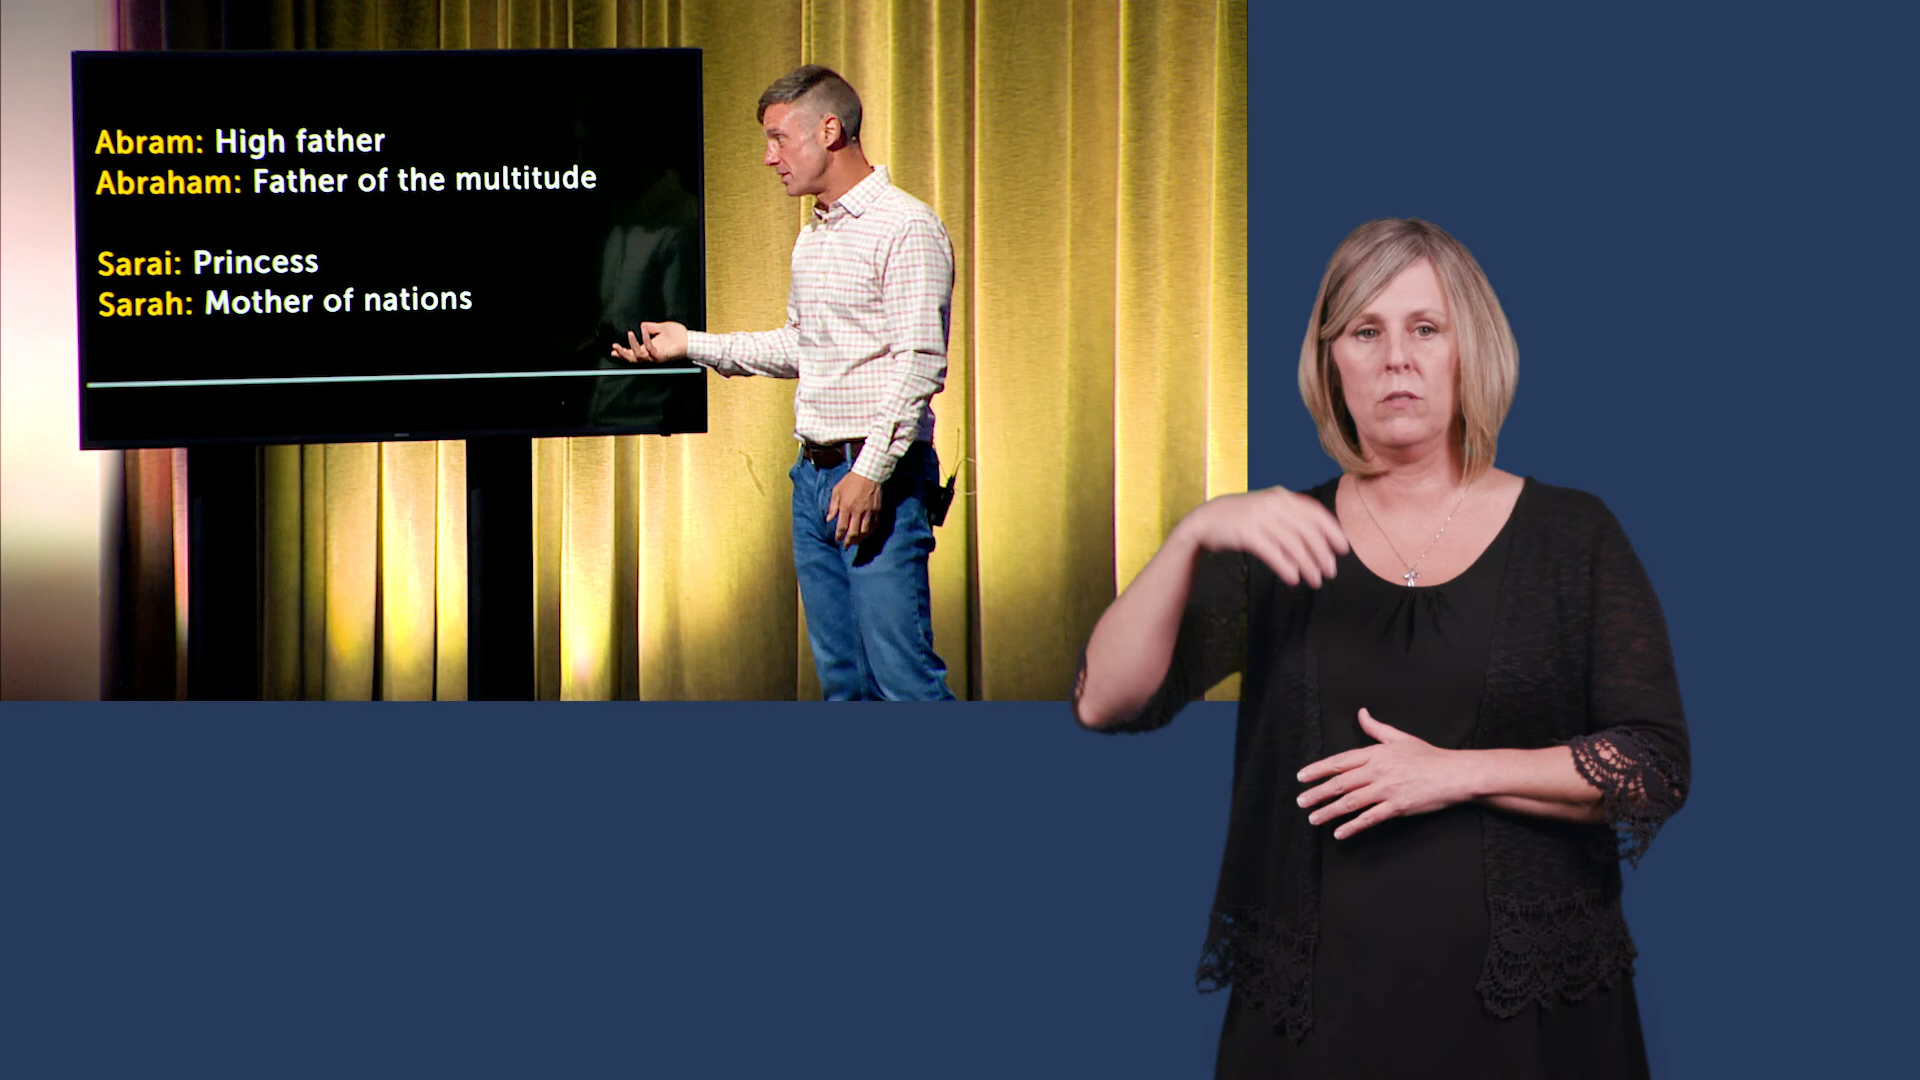 Abram: High father
Abraham: Father of the multitude
Sarai: Princess
Sarah: Mother of nations